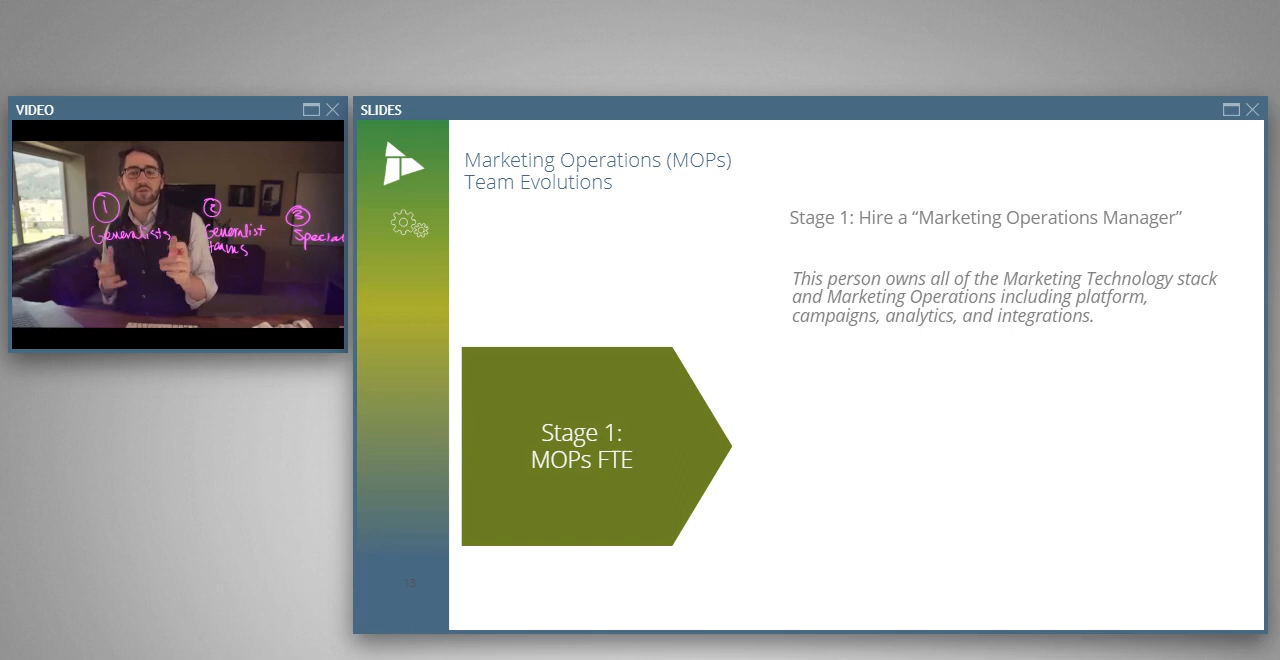 VIDEO
1
Generalists
2
Generalist
teams
3
Special
SLIDES
Marketing Operations (MOPs)
Team Evolutions
Stage 1: Hire a “Marketing Operations Manager”
This person owns all of the Marketing Technology stack
and Marketing Operations including platform,
campaigns, analytics, and integrations.
Stage 1:
MOPs FTE
13